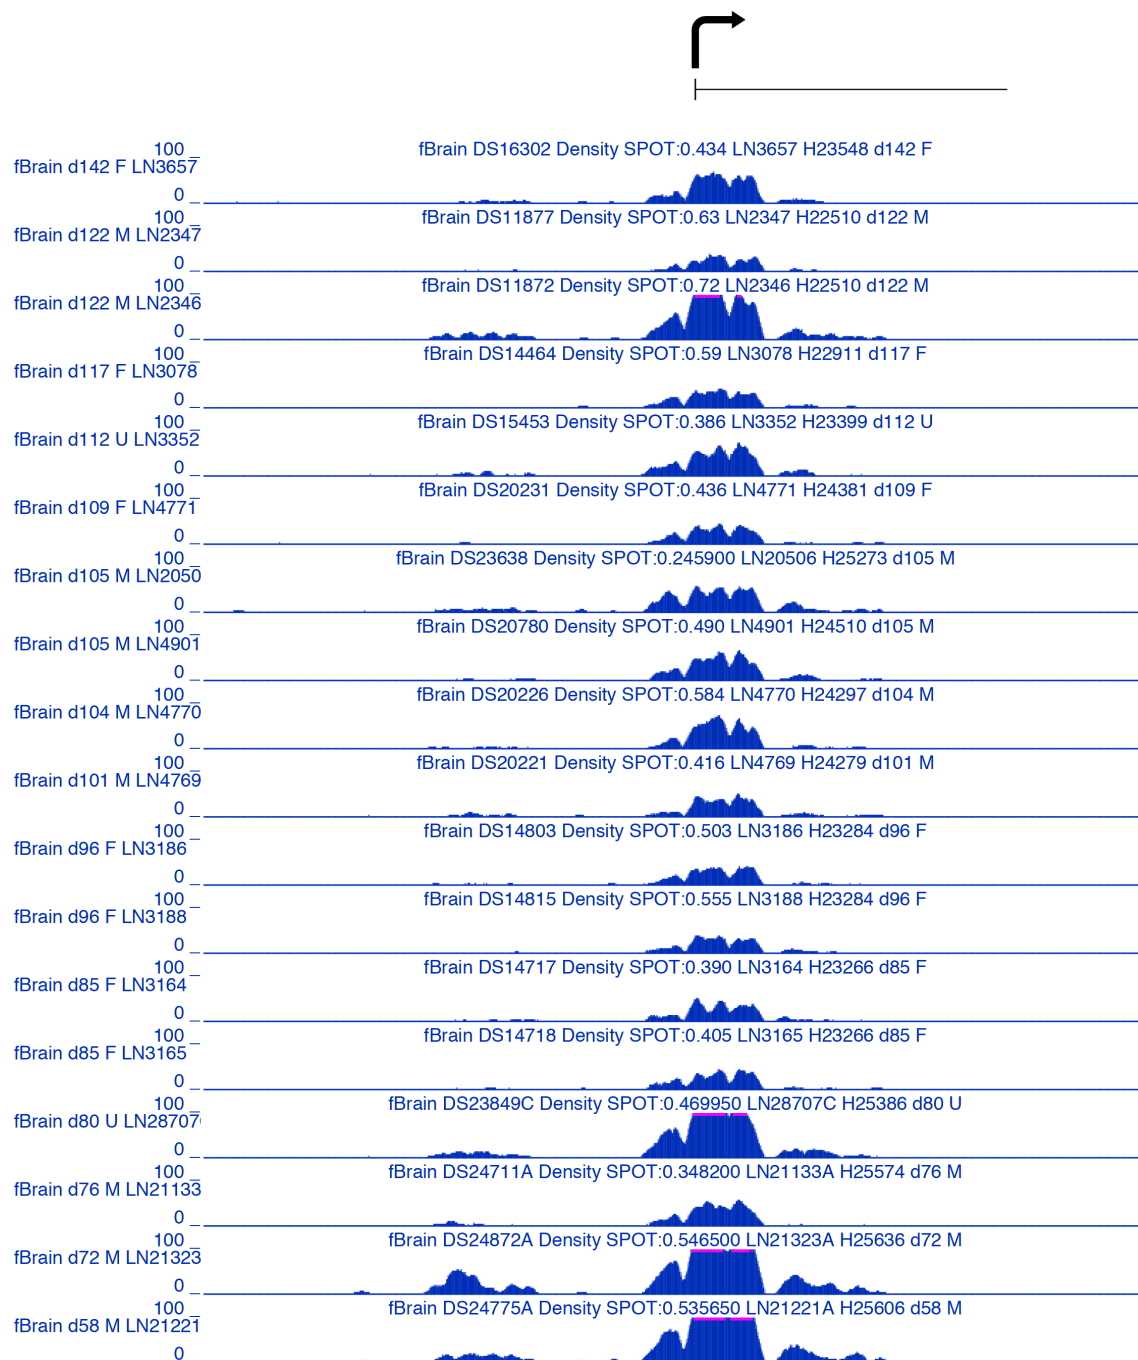 100
fBrain DS16302 Density SPOT:0.434 LN3657 H23548 d142 F
fBrain d142 F LN3657
0
100
fBrain DS11877 Density SPOT:0.63 LN2347 H22510 d122 M
fBrain d122 M LN2347
0
100
fBrain DS11872 Density SPOT:0.72 LN2346 H22510 d122 M
fBrain d122 M LN2346
0
100
fBrain DS14464 Density SPOT:0.59 LN3078 H22911 d117 F
fBrain d117 F LN3078
0
100
fBrain DS15453 Density SPOT:0.386 LN3352 H23399 d112 U
fBrain d112 U LN3352
0
100
fBrain DS20231 Density SPOT:0.436 LN4771 H24381 d109 F
fBrain d109 F LN4771
0
100
fBrain DS23638 Density SPOT:0.245900 LN20506 H25273 d105 M
fBrain d105 M LN2050
0
100
fBrain DS20780 Density SPOT:0.490 LN4901 H24510 d105 M
fBrain d105 M LN4901
0
100
fBrain DS20226 Density SPOT:0.584 LN4770 H24297 d104 M
fBrain d104 M LN4770
0
100
fBrain DS20221 Density SPOT:0.416 LN4769 H24279 d101 M
fBrain d101 M LN4769
0
100
fBrain DS14803 Density SPOT:0.503 LN3186 H23284 d96 F
fBrain d96 F LN3186
0
100
fBrain DS14815 Density SPOT:0.555 LN3188 H23284 d96 F
fBrain d96 F LN3188
0
100
fBrain DS14717 Density SPOT:0.390 LN3164 H23266 d85 F
fBrain d85 F LN3164
0
100
fBrain DS14718 Density SPOT:0.405 LN3165 H23266 d85 F
fBrain d85 F LN3165
0
100
fBrain DS23849C Density SPOT:0.469950 LN28707C H25386 d80 U
fBrain d80 U LN28707
0
100
fBrain DS24711A Density SPOT:0.348200 LN21133A H25574 d76 M
fBrain d76 M LN21133
0
100
fBrain DS24872A Density SPOT:0.546500 LN21323A H25636 d72 M
fBrain d72 M LN21323
0
100
fBrain DS24775A Density SPOT:0.535650 LN21221A H25606 d58 M
fBrain d58 M LN21221
0